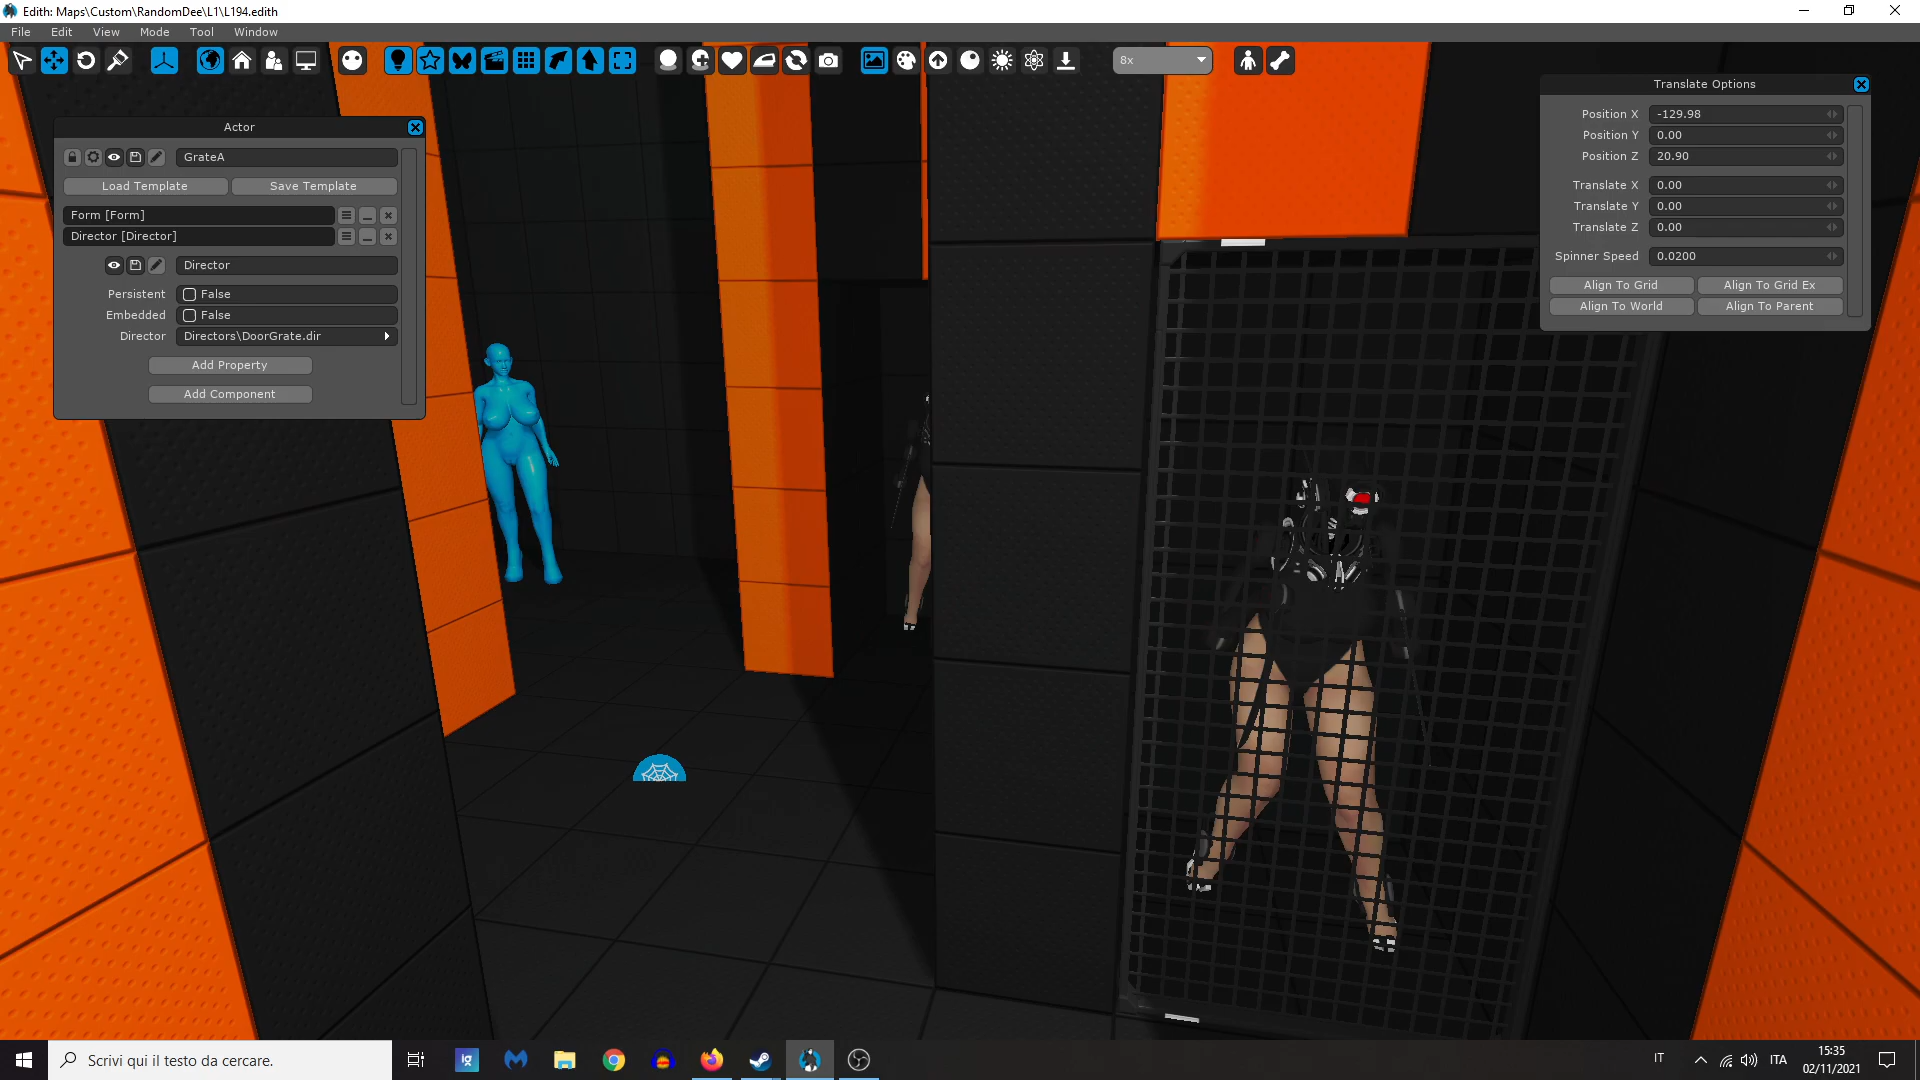 Edith: Maps\Custom\RandomDee\L1\L194.edith
File Edit View Mode Tool Window
8x
Actor
GrateA
Load Template Save Template
Form [Form]
Director [Director]
Director
Persistent False
Embedded False
Director Directors\DoorGrate.dir
Add Property
Add Component
Translate Options
Position X -129.98
Position Y 0.00
Position Z 20.90
Translate X 0.00
Translate Y 0.00
Translate Z 0.00
Spinner Speed 0.0200
Align To Grid Align To Grid Ex
Align To World Align To Parent
Scrivi qui il testo da cercare.
Ig
IT
ITA
15:35
02/11/2021